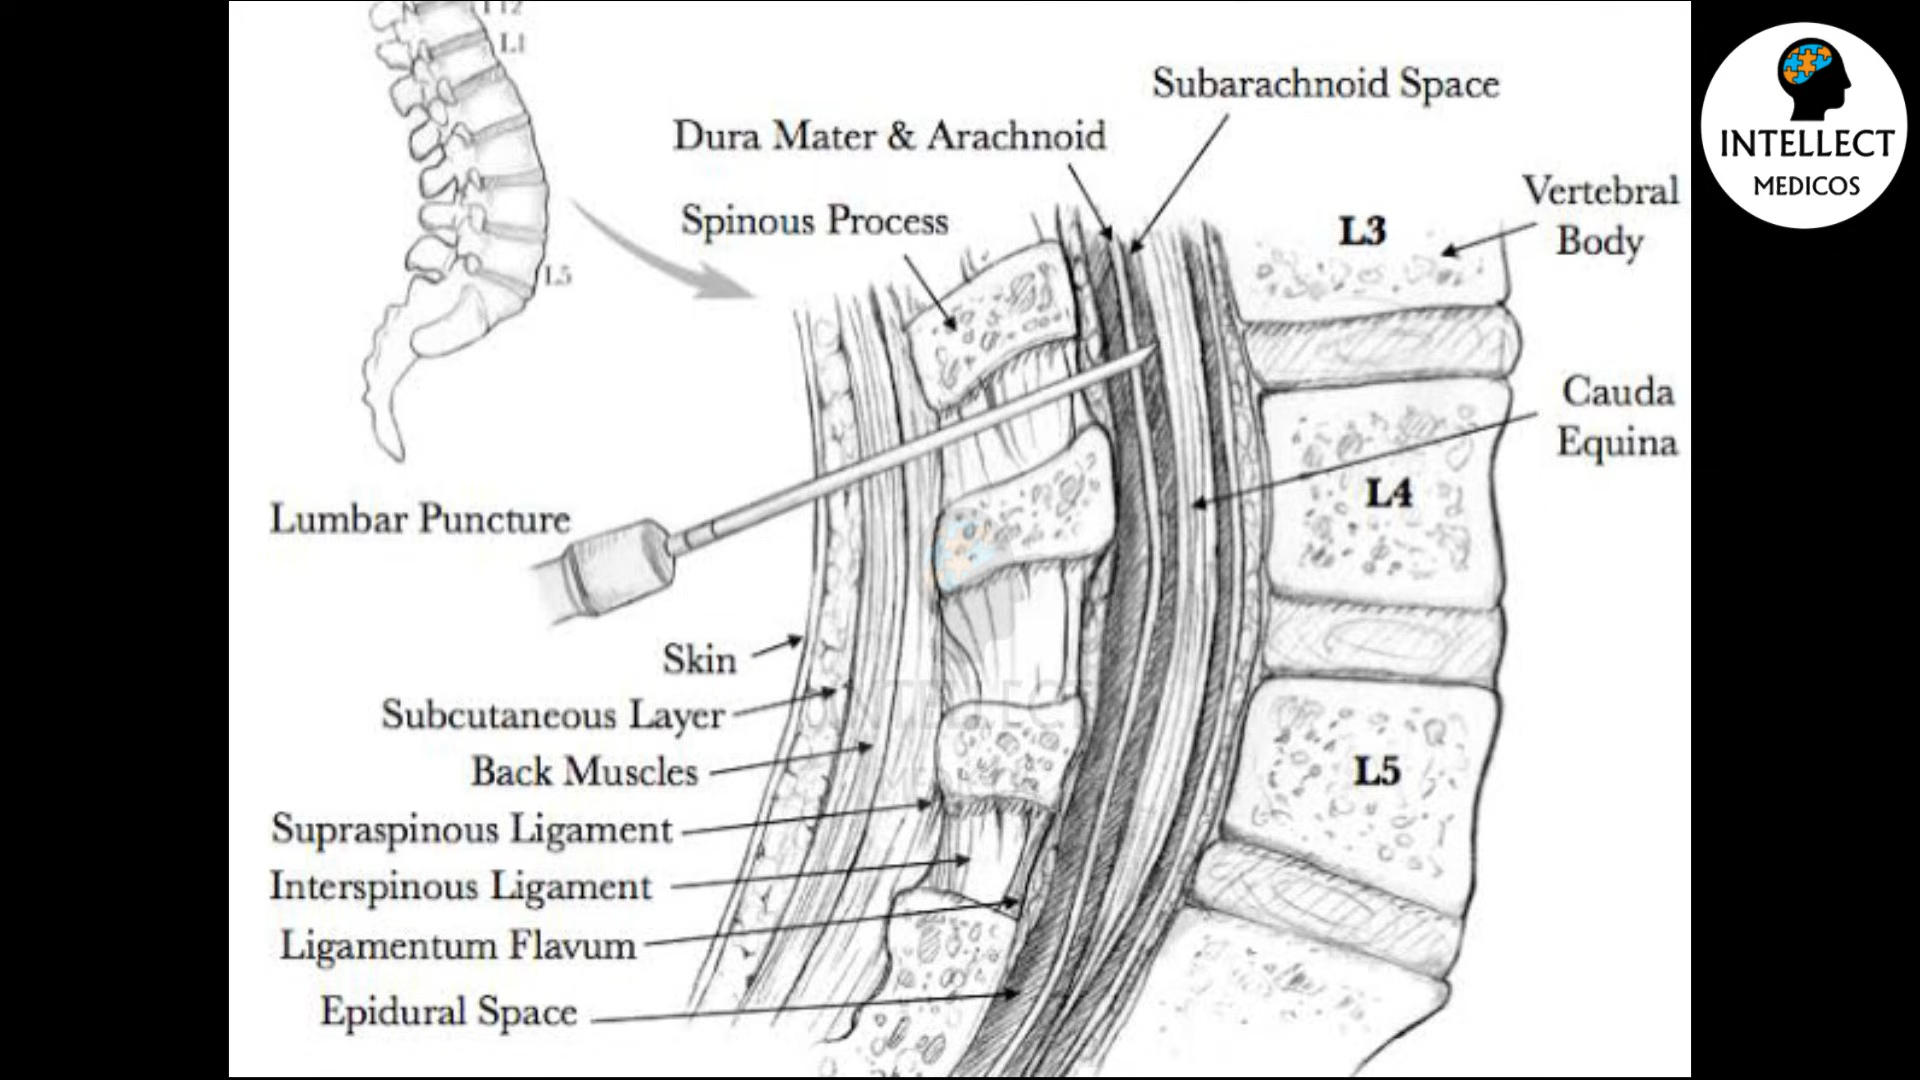 T12
L1
L5
Subarachnoid Space
Dura Mater & Arachnoid
Spinous Process
Vertebral
Body
L3
Cauda
Equina
L4
Lumbar Puncture
Skin
Subcutaneous Layer
Back Muscles
L5
Supraspinous Ligament
Interspinous Ligament
Ligamentum Flavum
Epidural Space
INTELLECT
MEDICOS
INTELLECT